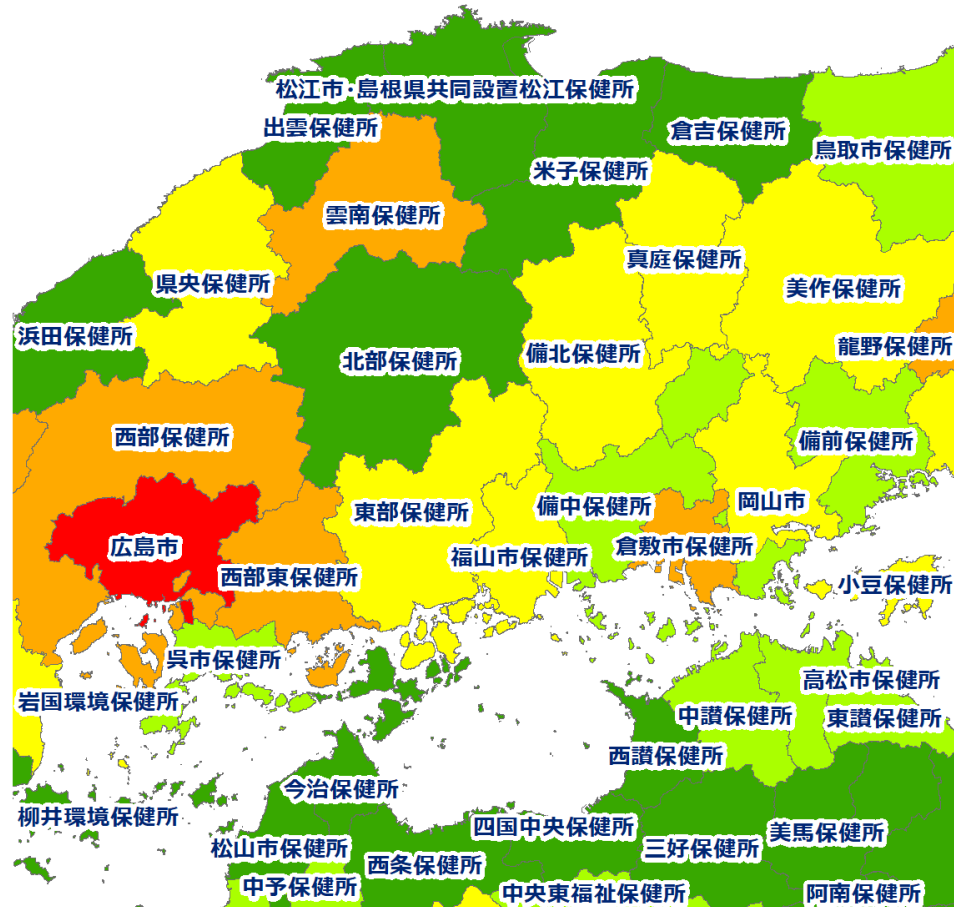 松江市･島根県共同設置松江保健所
出雲保健所
倉吉保健所
鳥取市保健所
米子保健所
雲南保健所
真庭保健所
県央保健所
美作保健所
浜田保健所
北部保健所
備北保健所
龍野保健所
西部保健所
備前保健所
東部保健所
備中保健所
岡山市
広島市
福山市保健所
倉敷市保健所
西部東保健所
小豆保健所
呉市保健所
高松市保健所
岩国環境保健所
中讃保健所
東讃保健所
西讃保健所
今治保健所
柳井環境保健所
四国中央保健所
美馬保健所
松山市保健所
三好保健所
西条保健所
中予保健所
中央東福祉保健所
阿南保健所